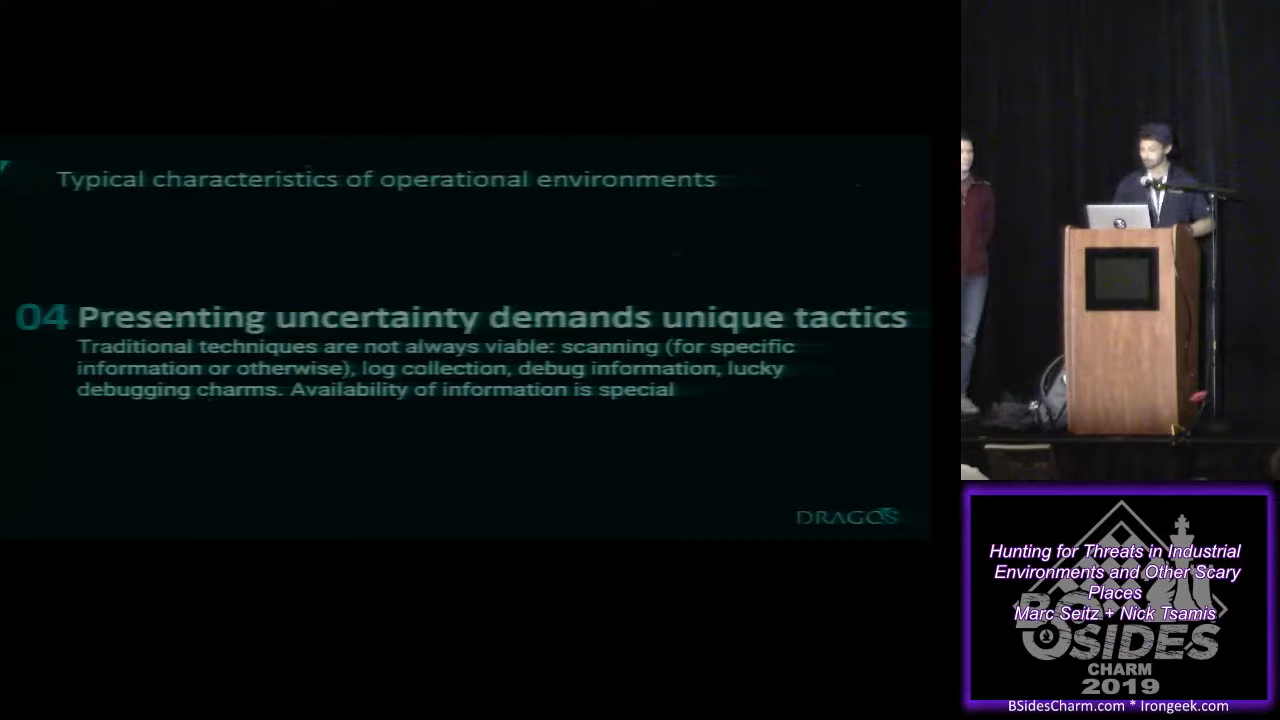 Typical characteristics of operational environments
04 Presenting uncertainty demands unique tactics
Traditional techniques are not always viable: scanning (for specific
information or otherwise), log collection, debug information, lucky
debugging charms. Availability of information is special
DRAGOS
Hunting for Threats in Industrial
Environments and Other Scary
Places
Marc Seitz + Nick Tsamis
BSIDES
CHARM
2019
BSidesCharm.com * Irongeek.com